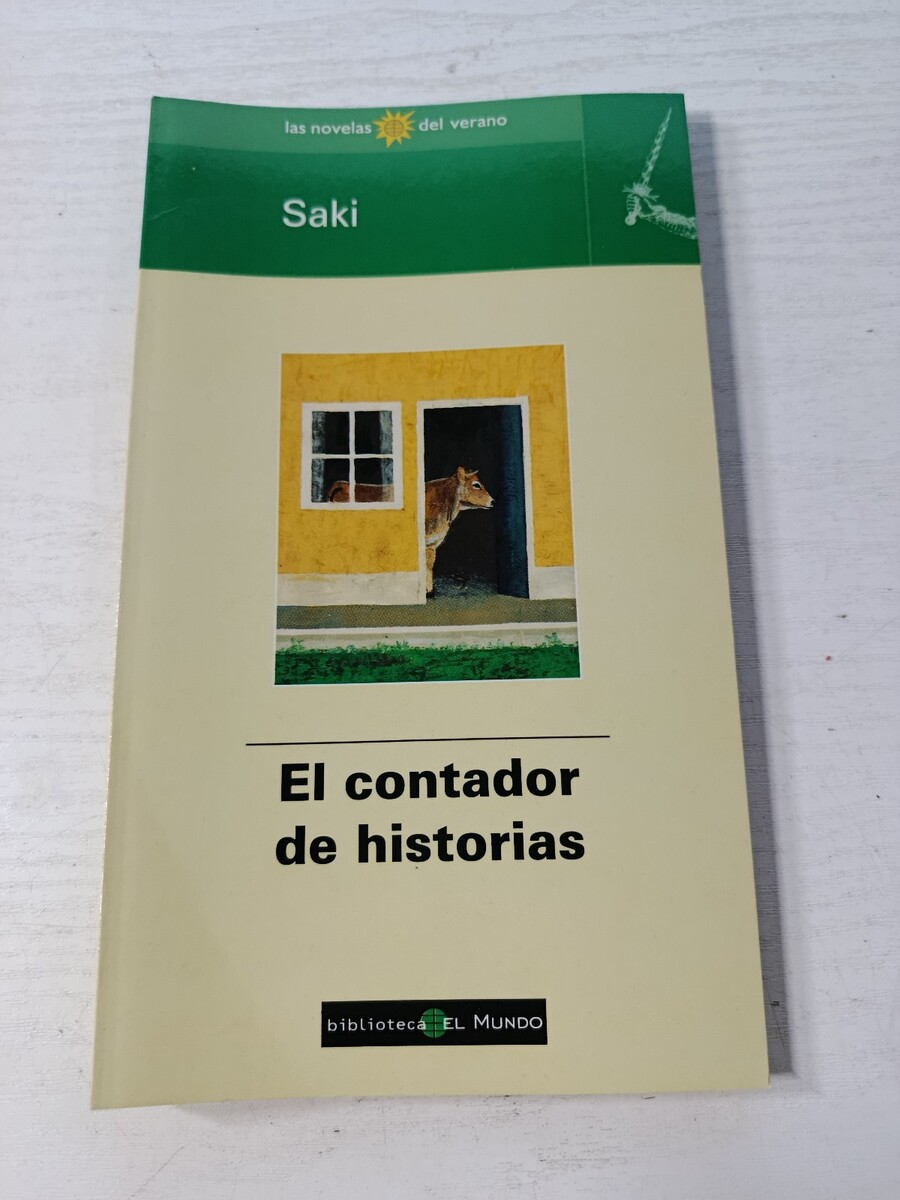 las novelas del verano
Saki
El contador
de historias
biblioteca EL MUNDO